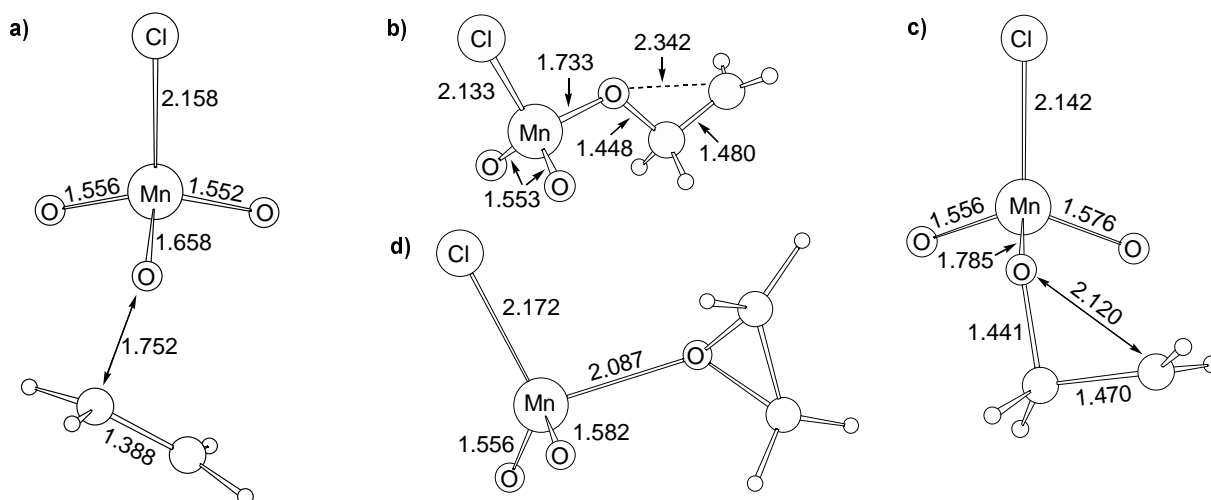 a)
Cl
2.158
1.556
Mn
1.552
O
O
1.658
O
1.752
1.388
b)
Cl
2.342
1.733
2.133
O
Mn
1.448
1.480
O
O
1.553
c)
Cl
2.142
1.556
Mn
1.576
O
O
1.785
O
2.120
1.441
1.470
d)
Cl
2.172
2.087
O
Mn
1.556
1.582
O
O